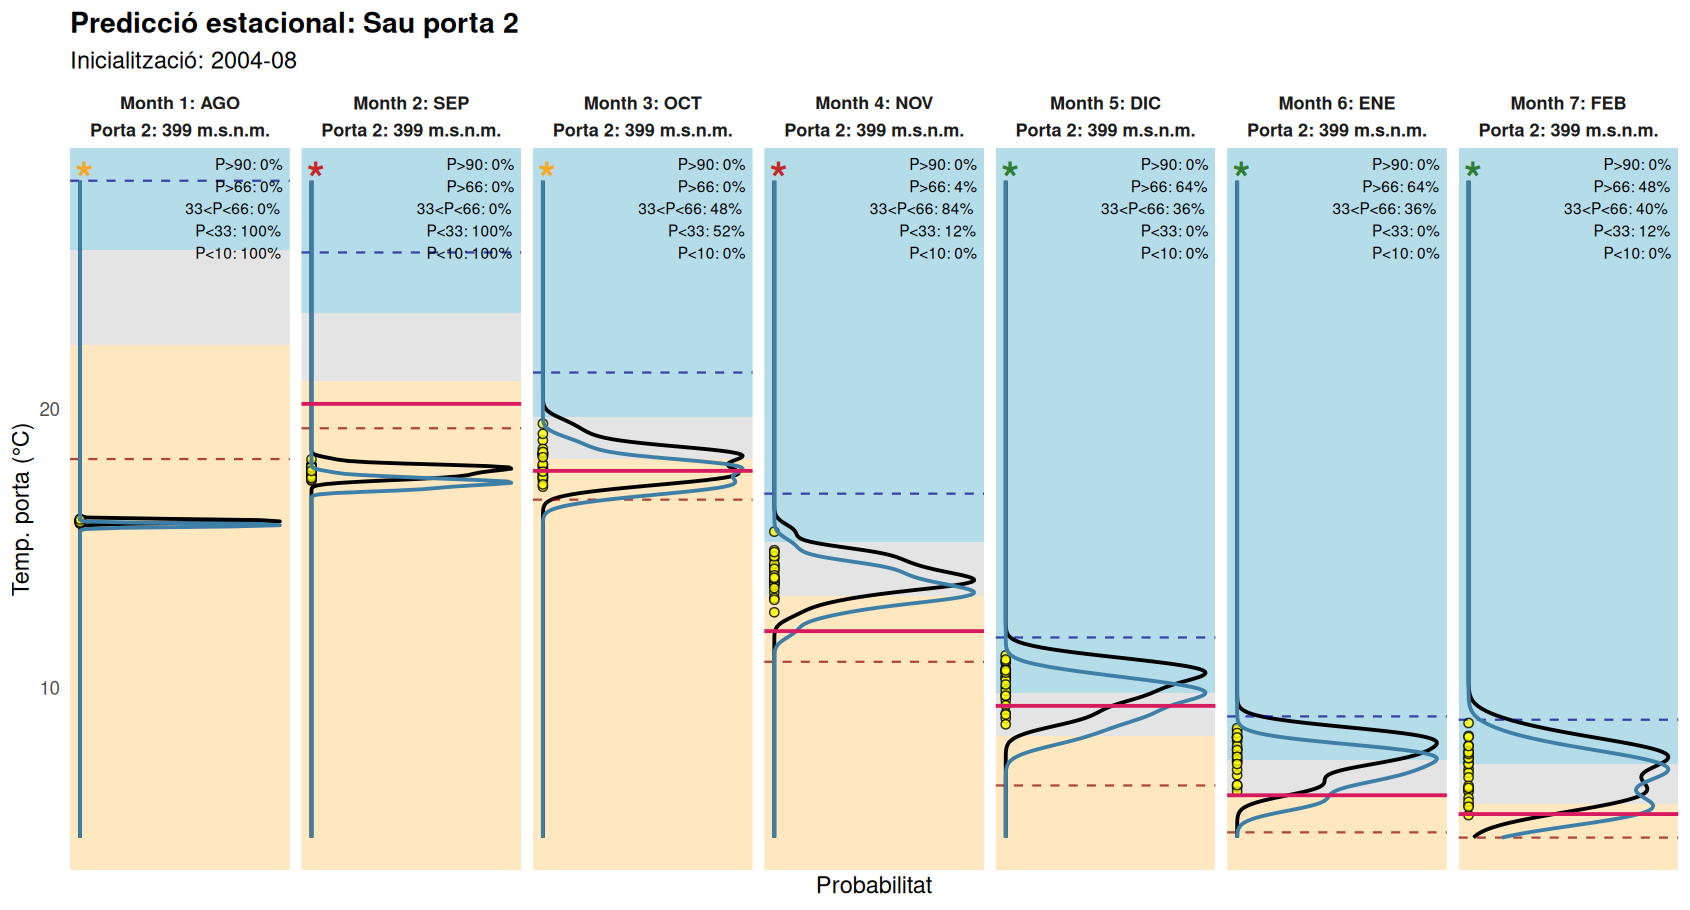 Predicció estacional: Sau porta 2
Inicialització: 2004-08
Month 1: AGO
Porta 2: 399 m.s.n.m.
*
P>90: 0%
P>66: 0%
33<P<66: 0%
P<33: 100%
P<10: 100%
Month 2: SEP
Porta 2: 399 m.s.n.m.
*
P>90: 0%
P>66: 0%
33<P<66: 0%
P<33: 100%
P<10: 100%
Month 3: OCT
Porta 2: 399 m.s.n.m.
*
P>90: 0%
P>66: 0%
33<P<66: 48%
P<33: 52%
P<10: 0%
Month 4: NOV
Porta 2: 399 m.s.n.m.
*
P>90: 0%
P>66: 4%
33<P<66: 84%
P<33: 12%
P<10: 0%
Month 5: DIC
Porta 2: 399 m.s.n.m.
*
P>90: 0%
P>66: 64%
33<P<66: 36%
P<33: 0%
P<10: 0%
Month 6: ENE
Porta 2: 399 m.s.n.m.
*
P>90: 0%
P>66: 64%
33<P<66: 36%
P<33: 0%
P<10: 0%
Month 7: FEB
Porta 2: 399 m.s.n.m.
*
P>90: 0%
P>66: 48%
33<P<66: 40%
P<33: 12%
P<10: 0%
Temp. porta (°C)
20
10
Probabilitat